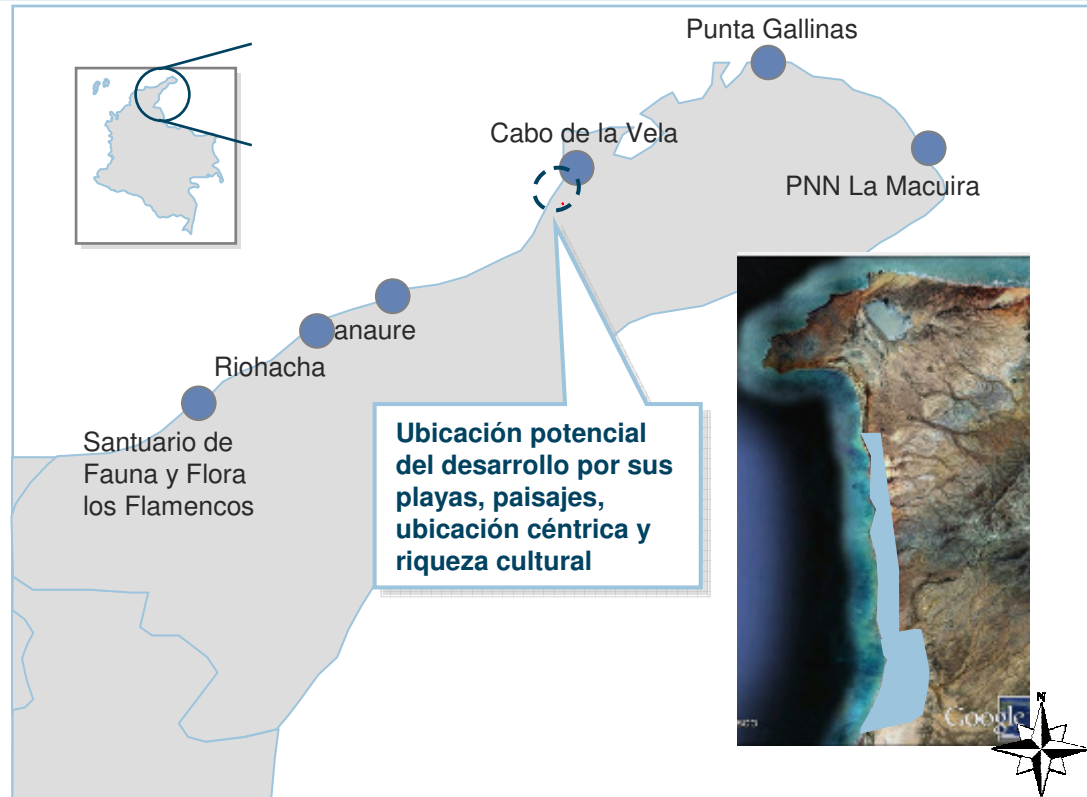 Punta Gallinas
Cabo de la Vela
PNN La Macuira
anaure
Riohacha
Santuario de
Fauna y Flora
los Flamencos
Ubicación potencial
del desarrollo por sus
playas, paisajes,
ubicación céntrica y
riqueza cultural
N
Google